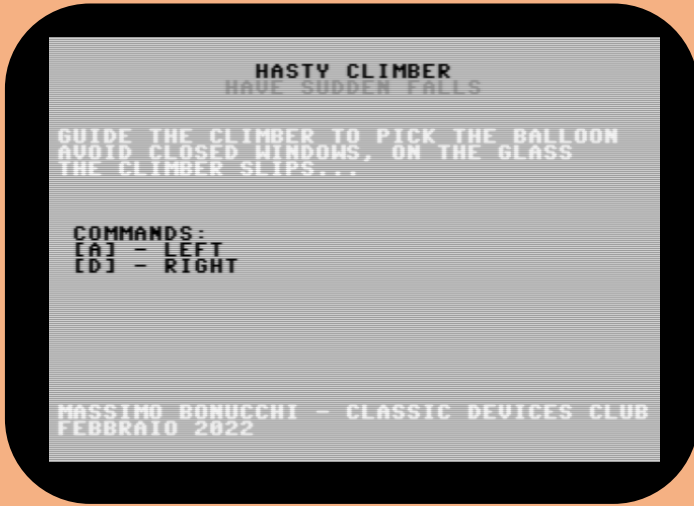 HASTY CLIMBER
HAVE SUDDEN FALLS
GUIDE THE CLIMBER TO PICK THE BALLOON
AVOID CLOSED WINDOWS, ON THE GLASS
THE CLIMBER SLIPS...
COMMANDS:
[A] - LEFT
[D] - RIGHT
MASSIMO BONUCCHI - CLASSIC DEVICES CLUB
FEBBRAIO 2022